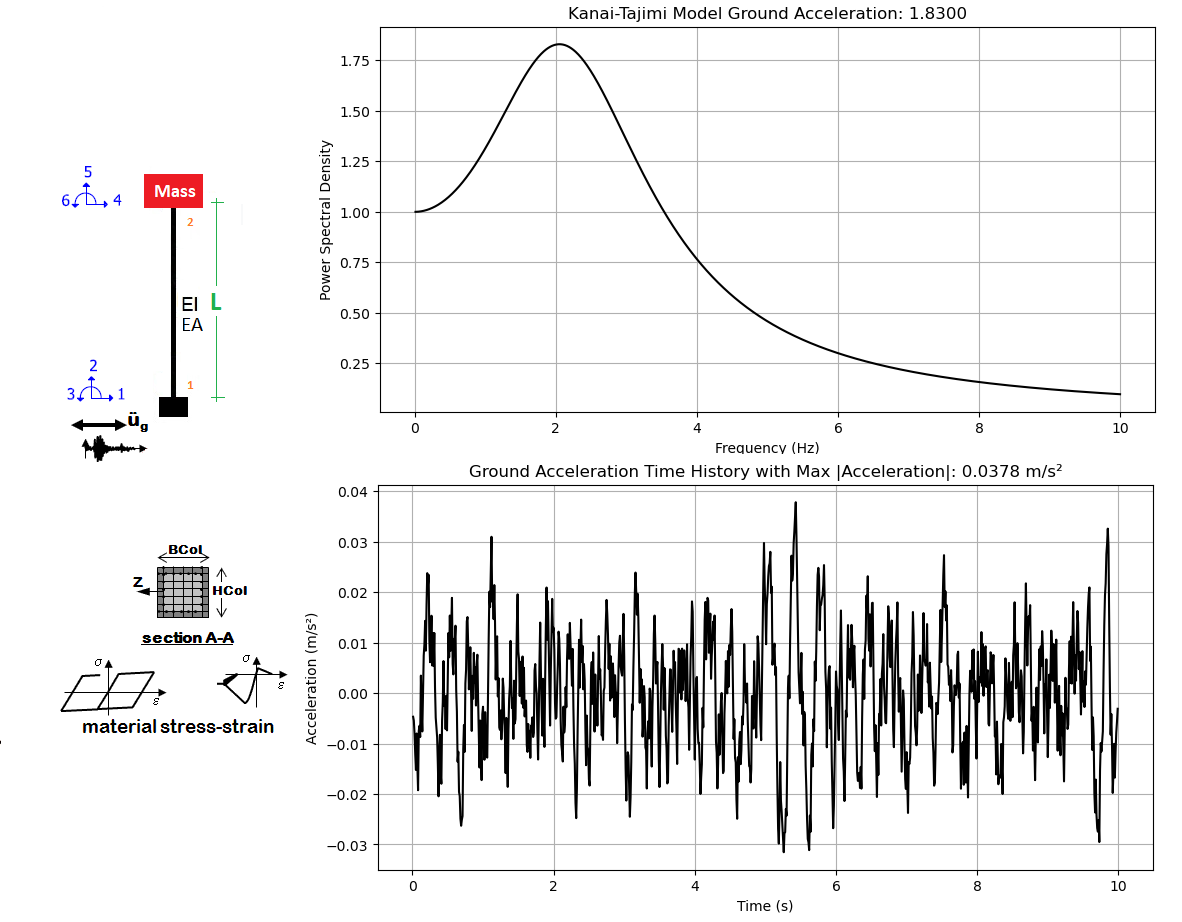 Kanai-Tajimi Model Ground Acceleration: 1.8300
1.75
1.50
1.25
1.00
0.75
0.50
0.25
Power Spectral Density
0
2
4
6
8
10
Frequency (Hz)
5
6
4
Mass
2
EI
L
EA
2
1
3
1
üg
Ground Acceleration Time History with Max |Acceleration|: 0.0378 m/s²
0.04
0.03
0.02
0.01
0.00
−0.01
−0.02
−0.03
Acceleration (m/s²)
0
2
4
6
8
10
Time (s)
BCol
Z
HCol
section A-A
σ
ε
σ
ε
material stress-strain